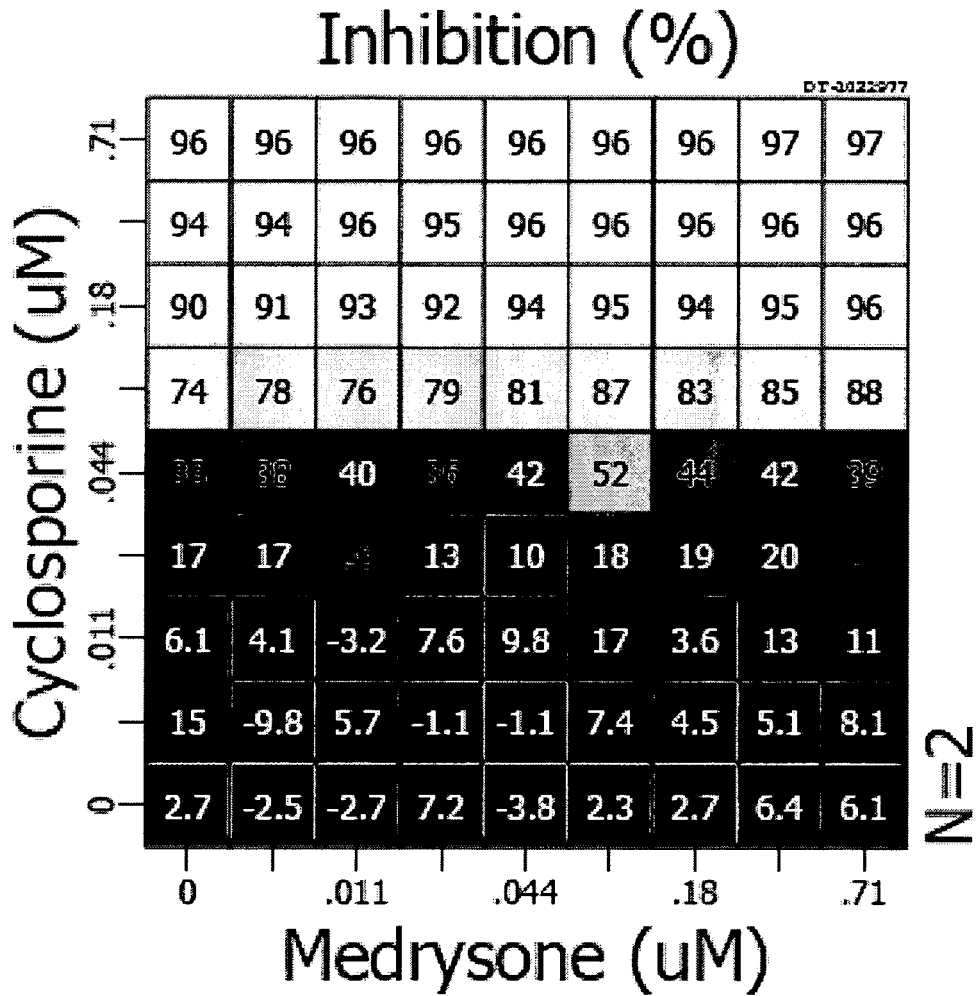 Inhibition (%)
DT-2022977
.71 96 96 96 96 96 96 96 97 97
94 94 96 95 96 96 96 96 96
.18 90 91 93 92 94 95 94 95 96
74 78 76 79 81 87 83 85 88
.044 40 42 52 44 42
17 17 13 10 18 19 20
.011 6.1 4.1 -3.2 7.6 9.8 17 3.6 13 11
15 -9.8 5.7 -1.1 -1.1 7.4 4.5 5.1 8.1
0 2.7 -2.5 -2.7 7.2 -3.8 2.3 2.7 6.4 6.1
0 .011 .044 .18 .71
Medrysone (uM)
Cyclosporine (uM)
N=2